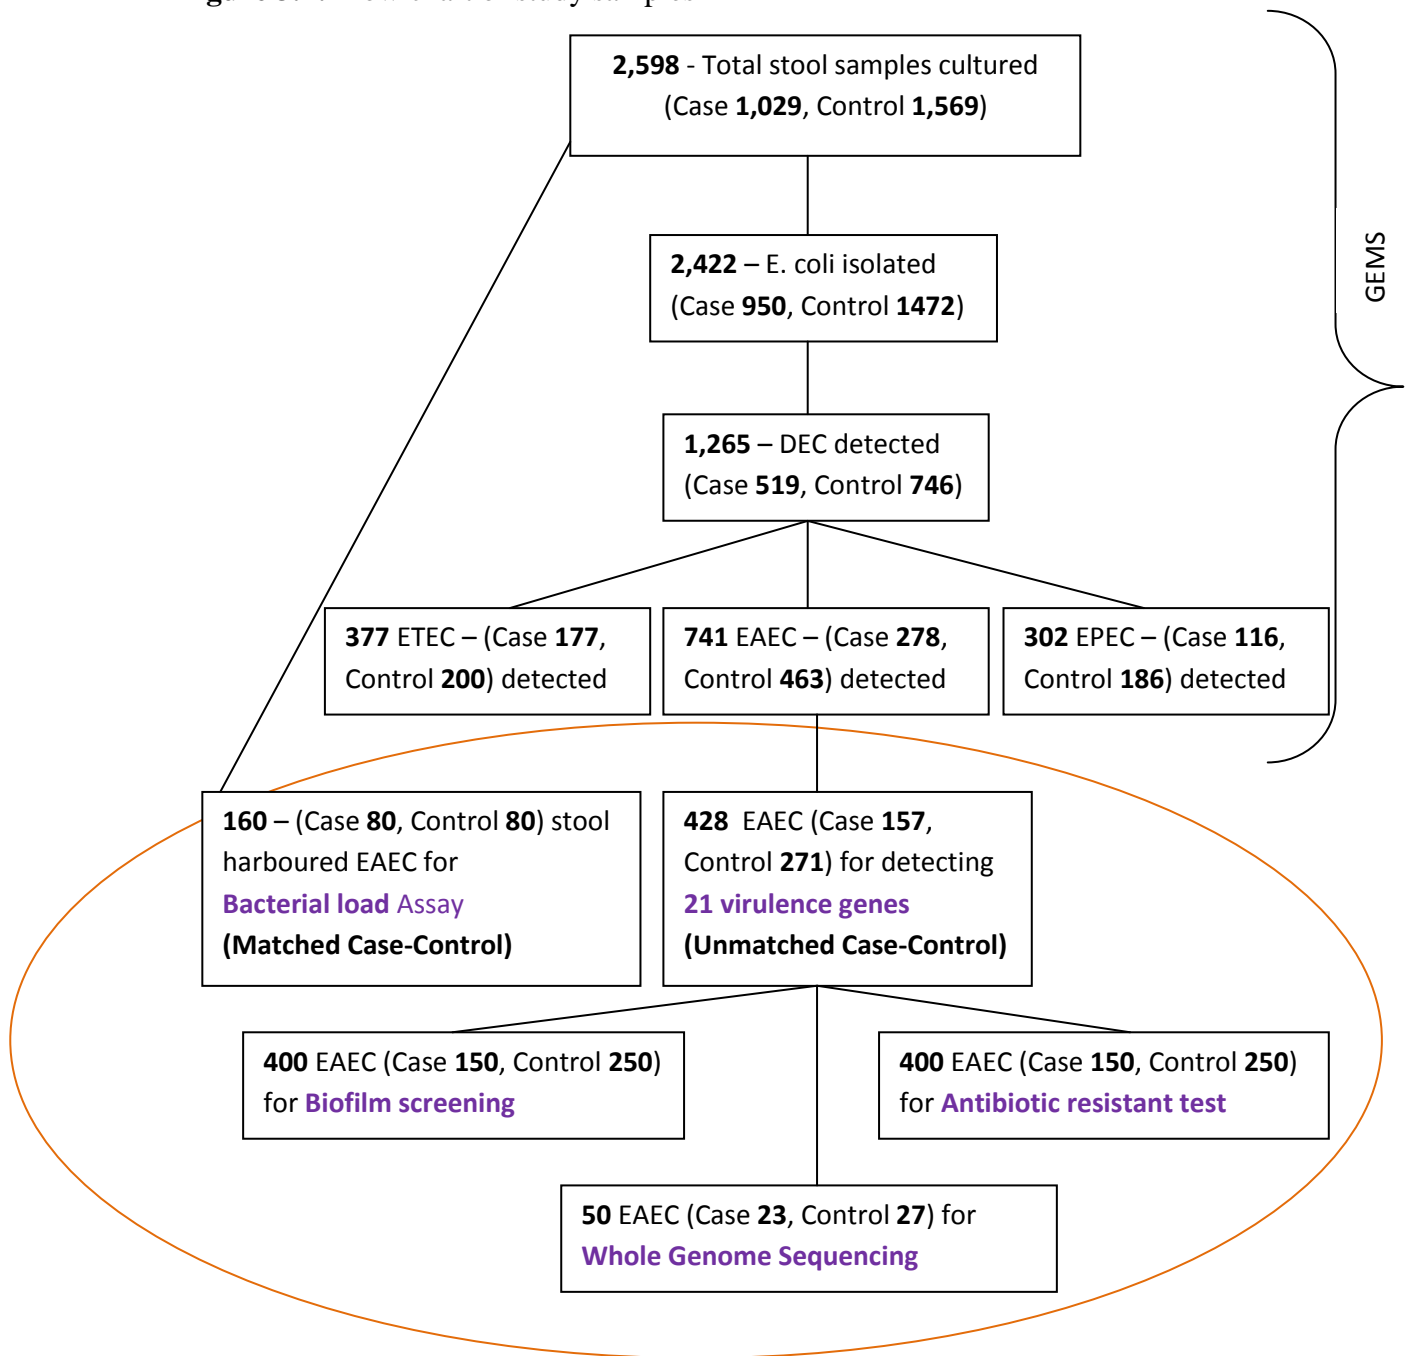 2,598 - Total stool samples cultured
(Case 1,029, Control 1,569)
GEMS
2,422 – E. coli isolated
(Case 950, Control 1472)
1,265 – DEC detected
(Case 519, Control 746)
377 ETEC – (Case 177,
Control 200) detected
741 EAEC – (Case 278,
Control 463) detected
302 EPEC – (Case 116,
Control 186) detected
160 – (Case 80, Control 80) stool
harboured EAEC for
Bacterial load Assay
(Matched Case-Control)
428 EAEC (Case 157,
Control 271) for detecting
21 virulence genes
(Unmatched Case-Control)
400 EAEC (Case 150, Control 250)
for Biofilm screening
400 EAEC (Case 150, Control 250)
for Antibiotic resistant test
50 EAEC (Case 23, Control 27) for
Whole Genome Sequencing